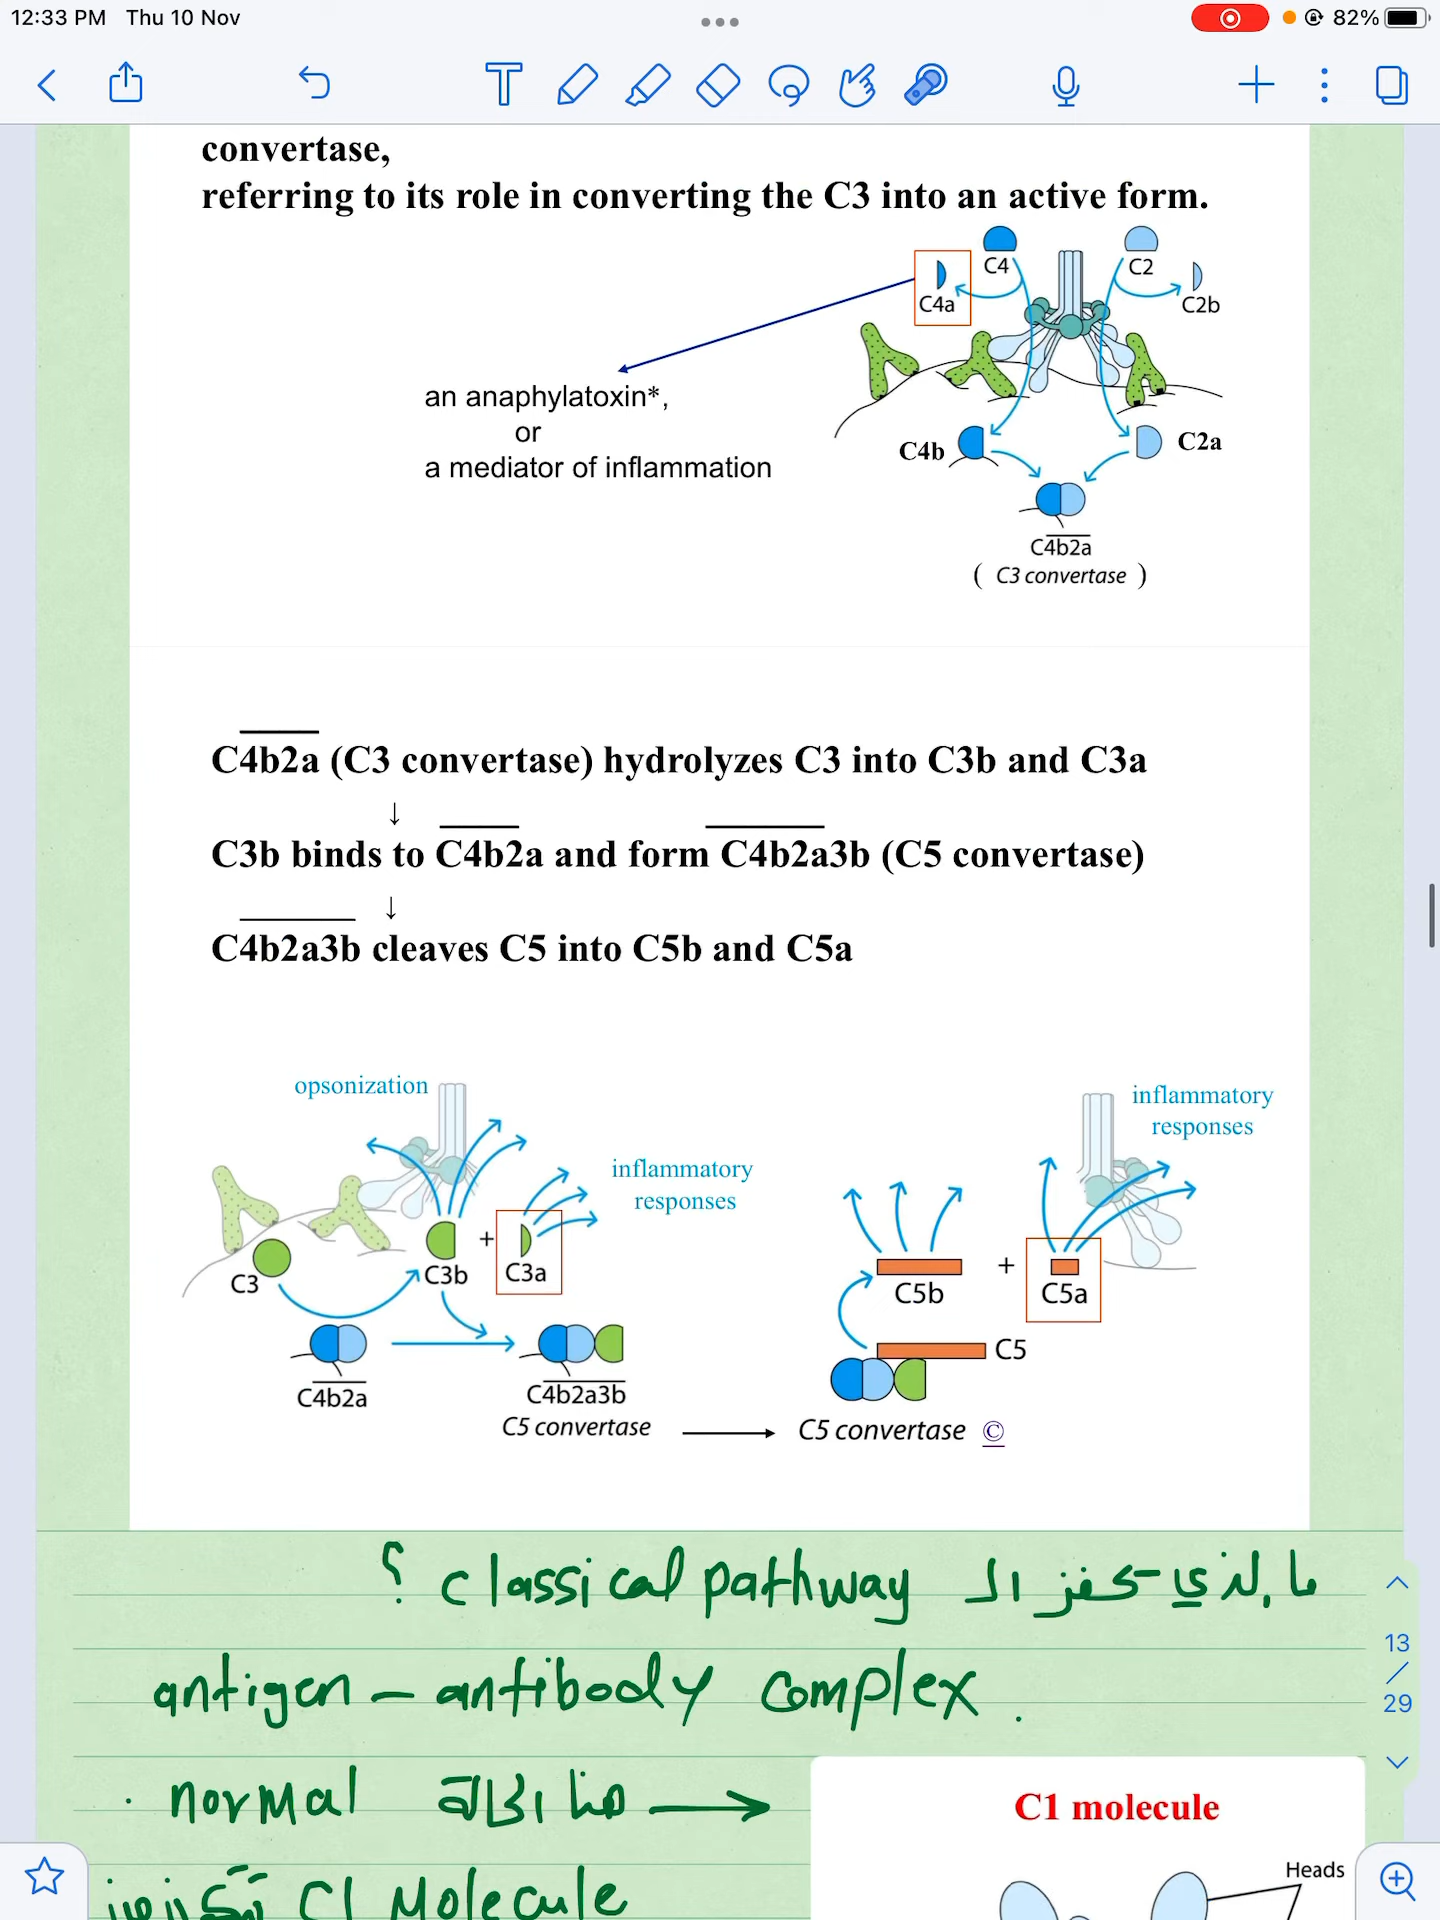 12:33 PM Thu 10 Nov
82%
convertase,
referring to its role in converting the C3 into an active form.
C4
C2
C4a
C2b
an anaphylatoxin*,
or
a mediator of inflammation
C4b
C2a
C4b2a
( C3 convertase )
C4b2a (C3 convertase) hydrolyzes C3 into C3b and C3a
↓
C3b binds to C4b2a and form C4b2a3b (C5 convertase)
↓
C4b2a3b cleaves C5 into C5b and C5a
opsonization
inflammatory
responses
C3
C3b
+
C3a
C4b2a
C4b2a3b
C5 convertase
inflammatory
responses
C5b
+
C5a
C5
C5 convertase ©
classical pathway الـ ؟
antigen - antibody complex.
normal الحالة هنا
C1 Molecule
C1 molecule
Heads
13
/
29